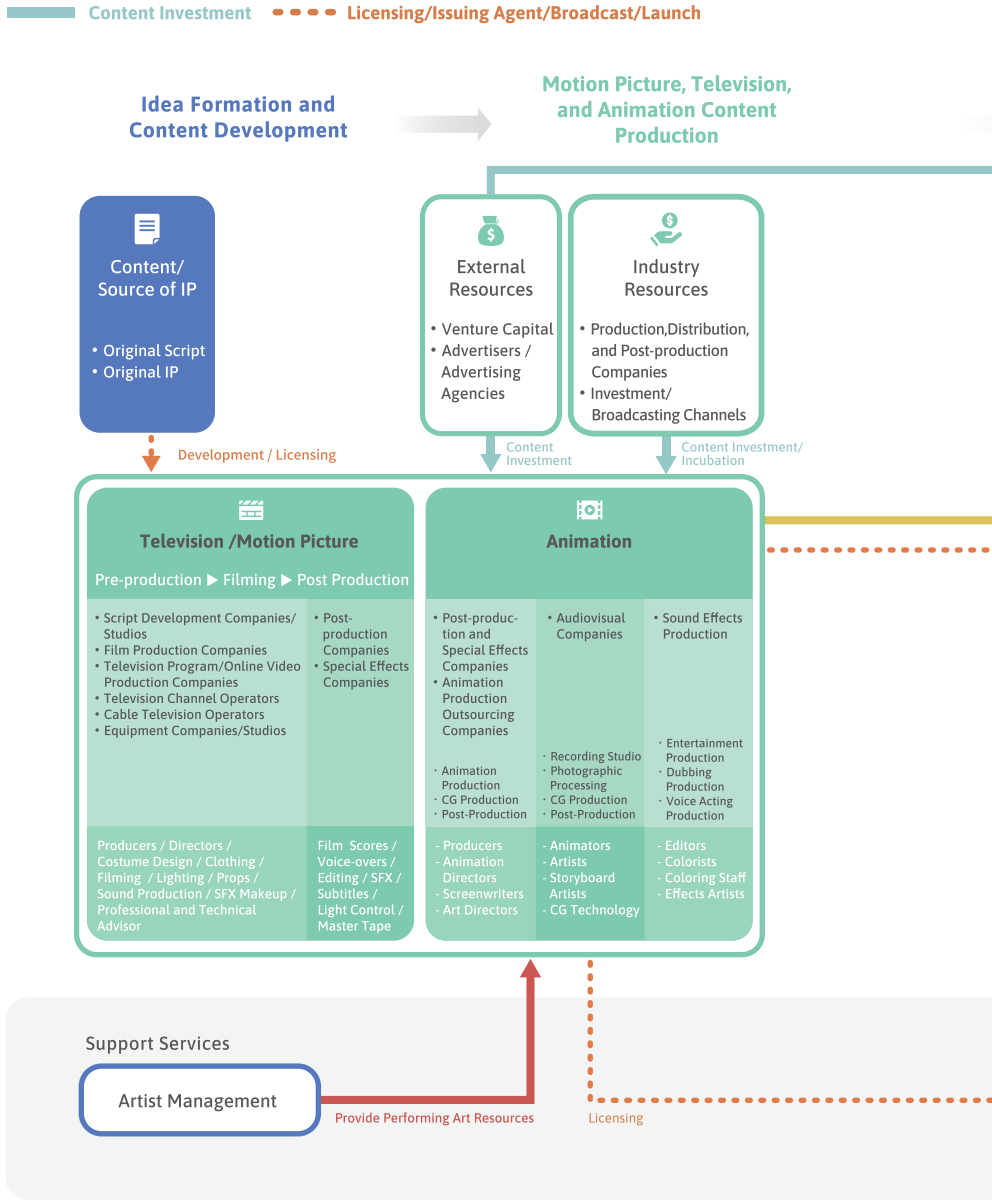 Content Investment
Licensing/Issuing Agent/Broadcast/Launch
Idea Formation and
Content Development
Motion Picture, Television,
and Animation Content
Production
Content/
Source of IP
• Original Script
• Original IP
External
Resources
• Venture Capital
• Advertisers /
Advertising
Agencies
Industry
Resources
• Production,Distribution,
and Post-production
Companies
• Investment/
Broadcasting Channels
Development / Licensing
Content
Investment
Content Investment/
Incubation
Television /Motion Picture
Pre-production ▶ Filming ▶ Post Production
• Script Development Companies/
Studios
• Film Production Companies
• Television Program/Online Video
Production Companies
• Television Channel Operators
• Cable Television Operators
• Equipment Companies/Studios
• Post-
production
Companies
• Special Effects
Companies
Producers / Directors /
Costume Design / Clothing /
Filming / Lighting / Props /
Sound Production / SFX Makeup /
Professional and Technical
Advisor
Film Scores /
Voice-overs /
Editing / SFX /
Subtitles /
Light Control /
Master Tape
Animation
• Post-produc-
tion and
Special Effects
Companies
• Animation
Production
Outsourcing
Companies
· Animation
Production
· CG Production
· Post-Production
- Producers
- Animation
Directors
- Screenwriters
- Art Directors
• Audiovisual
Companies
· Recording Studio
· Photographic
Processing
· CG Production
· Post-Production
- Animators
- Artists
- Storyboard
Artists
- CG Technology
• Sound Effects
Production
· Entertainment
Production
· Dubbing
Production
· Voice Acting
Production
- Editors
- Colorists
- Coloring Staff
- Effects Artists
Support Services
Artist Management
Provide Performing Art Resources
Licensing